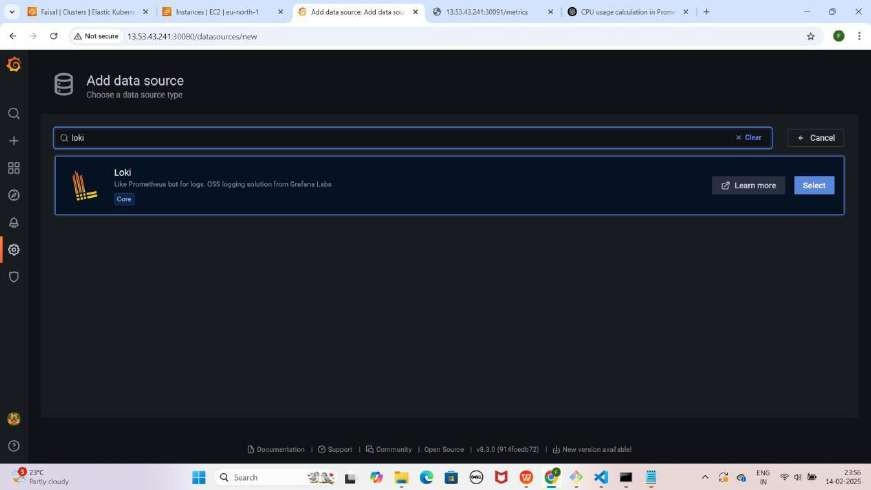 Faisal | Clusters | Elastic Kubern
Instances | EC2 | eu-north-1
Add data source: Add data sou
13.53.43.241:30091/metrics
CPU usage calculation in Prom
Not secure
13.53.43.241:30080/datasources/new
F
Add data source
Choose a data source type
loki
Clear
Cancel
Loki
Like Prometheus but for logs. OSS logging solution from Grafana Labs
Core
Learn more
Select
Documentation | Support | Community | Open Source | v8.3.0 (914fcedb72) | New version available!
3
23°C
Partly cloudy
Search
DELL
ENG
IN
23:56
14-02-2025